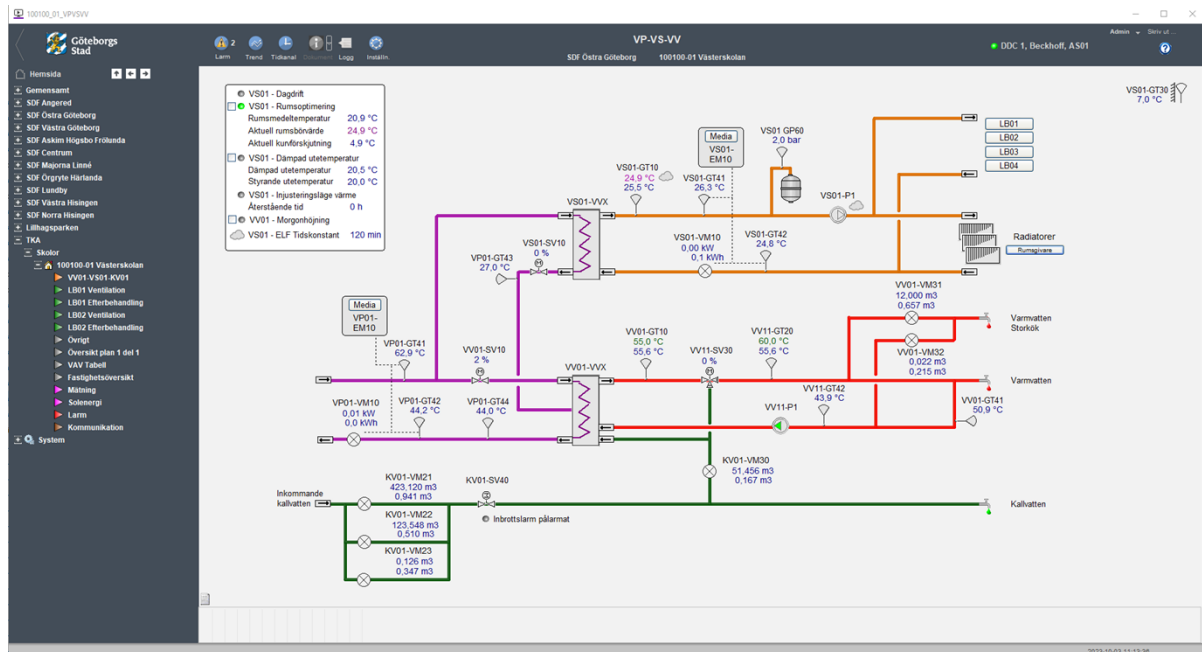 100100_01_VPVSVV
Göteborgs
Stad
2
Larm
Trend
Tidkanal
Dokument
Logg
Inställn.
VP-VS-VV
SDF Östra Göteborg
100100-01 Västerskolan
DDC 1, Beckhoff, AS01
Admin
Skriv ut...
Hemsida
Gemensamt
SDF Angered
SDF Östra Göteborg
SDF Västra Göteborg
SDF Askim Högsbo Frölunda
SDF Centrum
SDF Majorna Linné
SDF Örgryte Härlanda
SDF Lundby
SDF Västra Hisingen
SDF Norra Hisingen
Lillhagsparken
TKA
Skolor
100100-01 Västerskolan
VV01-VS01-KV01
LB01 Ventilation
LB01 Efterbehandling
LB02 Ventilation
LB02 Efterbehandling
Övrigt
Översikt plan 1 del 1
VAV Tabell
Fastighetsöversikt
Mätning
Solenergi
Larm
Kommunikation
System
VS01 - Dagdrift
VS01 - Rumsoptimering
Rumsmedeltemperatur 20,9 °C
Aktuell rumsbörvärde 24,9 °C
Aktuell kunförskjutning 4,9 °C
VS01 - Dämpad utetemperatur
Dämpad utetemperatur 20,5 °C
Styrande utetemperatur 20,0 °C
VS01 - Injusteringsläge värme
Återstående tid 0 h
VV01 - Morgonhöjning
VS01 - ELF Tidskonstant 120 min
VS01-GT30
7,0 °C
LB01
LB02
LB03
LB04
VS01 GP60
2,0 bar
Media
VS01-
EM10
VS01-GT10
24,9 °C
25,5 °C
VS01-GT41
26,3 °C
VS01-P1
VS01-VVX
VS01-SV10
0 %
VP01-GT43
27,0 °C
VS01-VM10
0,00 kW
0,1 kWh
VS01-GT42
24,8 °C
Radiatorer
Rumsgivare
Media
VP01-
EM10
VP01-GT41
62,9 °C
VV01-SV10
2 %
VV01-VVX
VV01-GT10
55,0 °C
55,6 °C
VV11-SV30
0 %
VV11-GT20
60,0 °C
55,6 °C
VV01-VM31
12,000 m3
0,657 m3
Varmvatten
Storkök
VV01-VM32
0,022 m3
0,215 m3
Varmvatten
VP01-VM10
0,01 kW
0,0 kWh
VP01-GT42
44,2 °C
VP01-GT44
44,0 °C
VV11-P1
VV11-GT42
43,9 °C
VV01-GT41
50,9 °C
KV01-VM30
51,456 m3
0,167 m3
Inkommande
kallvatten
KV01-VM21
423,120 m3
0,941 m3
KV01-SV40
Inbrottslarm pålarmat
Kallvatten
KV01-VM22
123,548 m3
0,510 m3
KV01-VM23
0,126 m3
0,347 m3